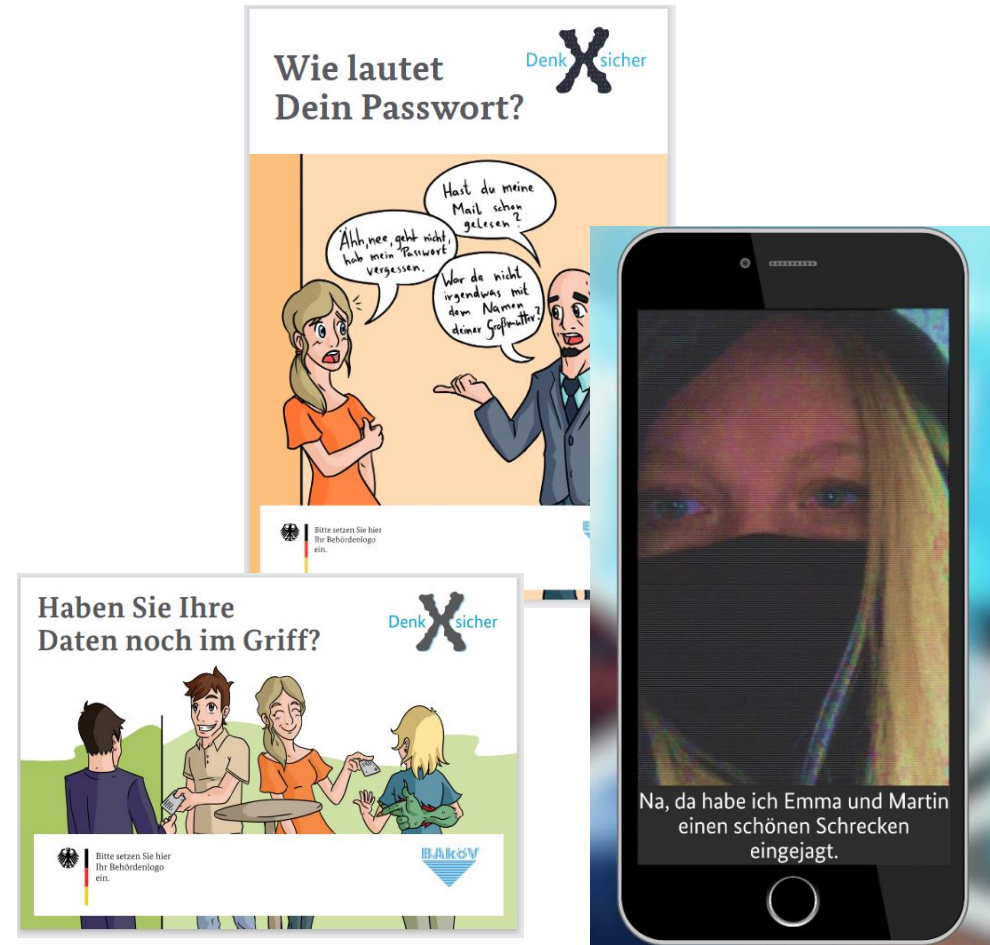 Wie lautet
Dein Passwort?
Denk X sicher
Hast du meine
Mail schon
gelesen?
Ähh, nee, geht nicht,
hab mein Passwort
vergessen.
War da nicht
irgendwas mit
dem Namen
deiner Großmutter?
Bitte setzen Sie hier
Ihr Behördenlogo
ein.
Haben Sie Ihre
Daten noch im Griff?
Denk X sicher
Bitte setzen Sie hier
Ihr Behördenlogo
ein.
BAköV
Na, da habe ich Emma und Martin
einen schönen Schrecken
eingejagt.